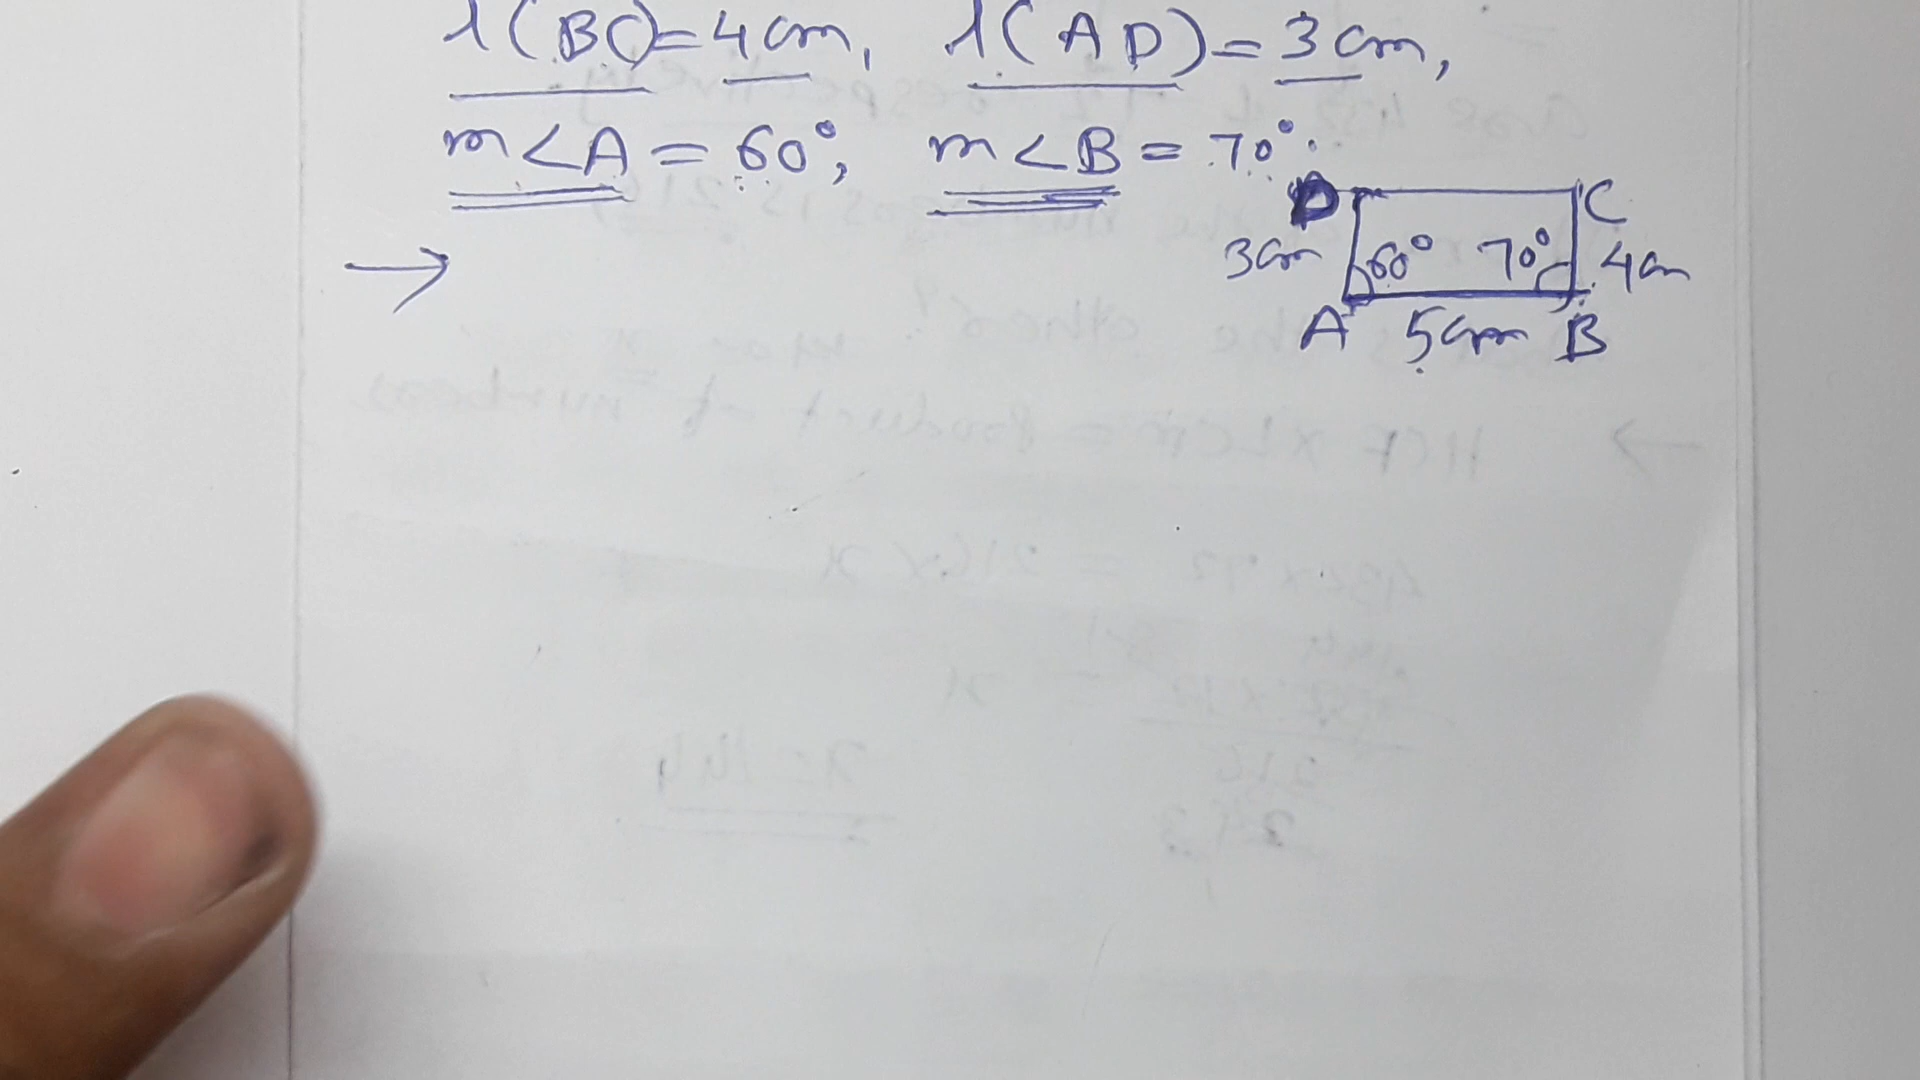 l(BC)=4cm, l(AD)=3cm,
m<A = 60°, m<B = 70°.
→
D C
3cm 60° 70° 4cm
A 5cm B